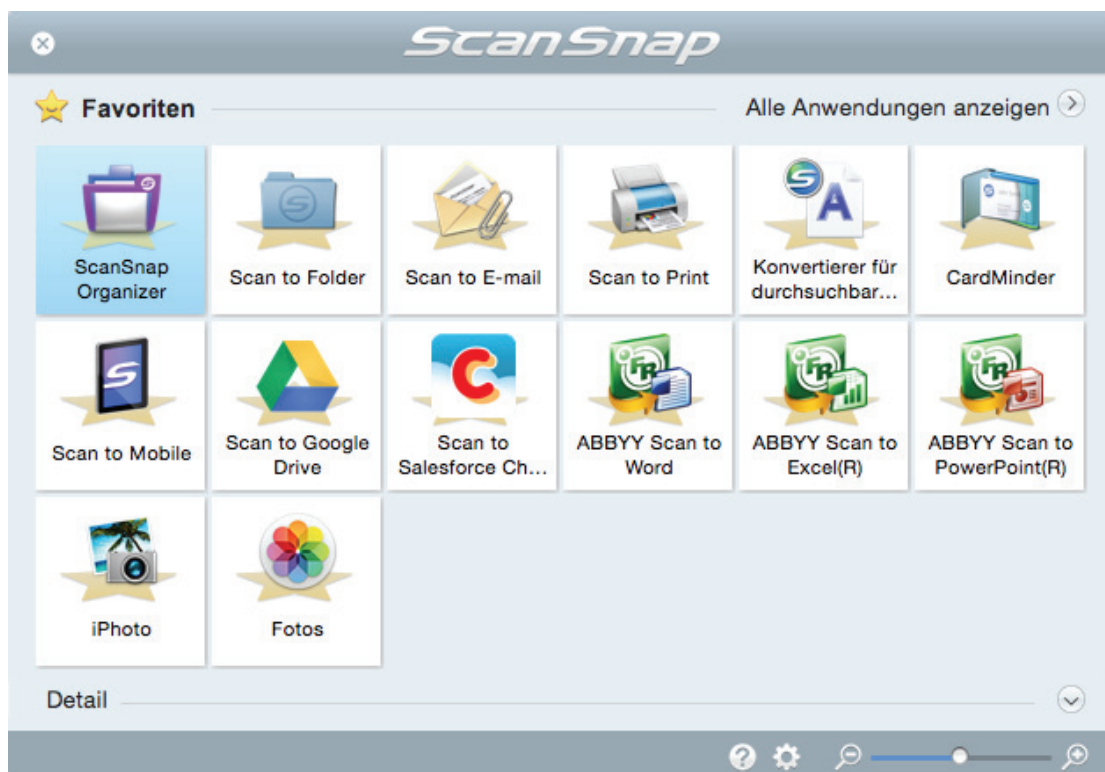 ScanSnap
Favoriten
Alle Anwendungen anzeigen
ScanSnap
Organizer
Scan to Folder
Scan to E-mail
Scan to Print
Konvertierer für
durchsuchbar...
CardMinder
Scan to Mobile
Scan to Google
Drive
Scan to
Salesforce Ch...
ABBYY Scan to
Word
ABBYY Scan to
Excel(R)
ABBYY Scan to
PowerPoint(R)
iPhoto
Fotos
Detail